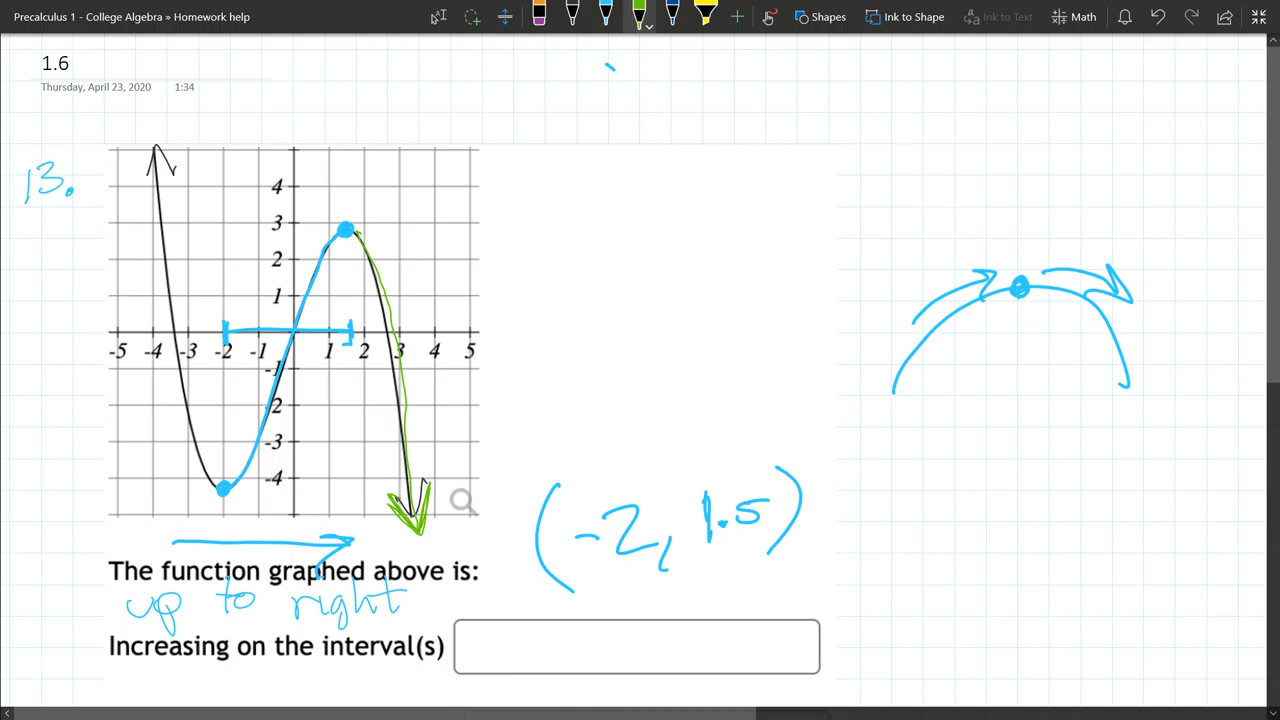 Precalculus 1 - College Algebra » Homework help
Shapes
Ink to Shape
Ink to Text
Math
1.6
Thursday, April 23, 2020 1:34
13.
4
3
2
1
-5 -4 -3 -2 -1 1 2 3 4 5
-1
-2
-3
-4
(-2, 1.5)
The function graphed above is:
up to right
Increasing on the interval(s)